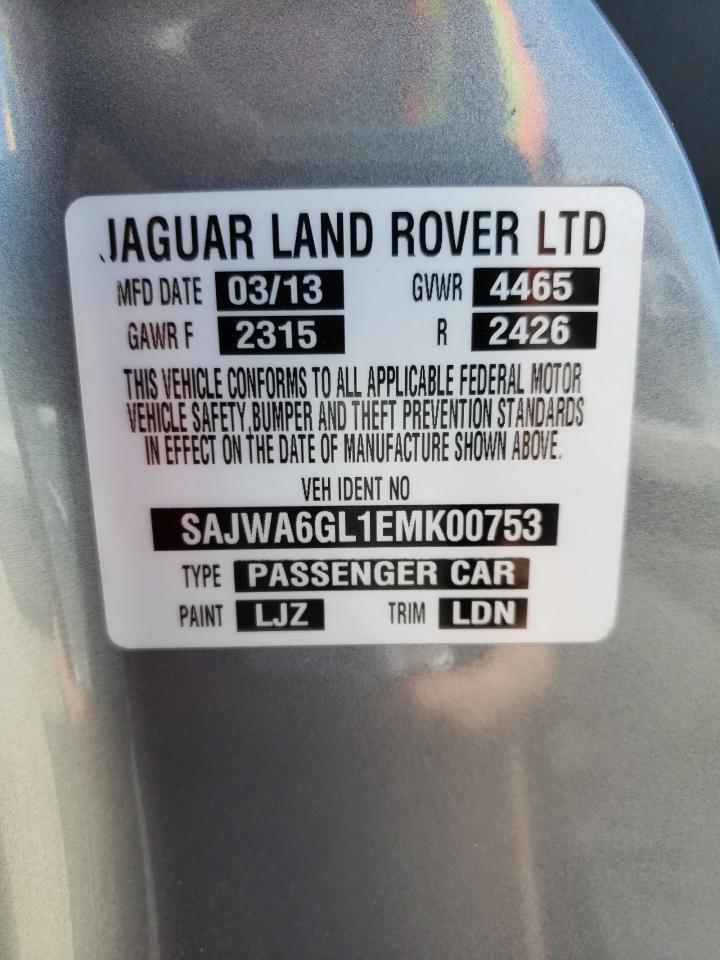 JAGUAR LAND ROVER LTD
MFD DATE 03/13 GVWR 4465
GAWR F 2315 R 2426
THIS VEHICLE CONFORMS TO ALL APPLICABLE FEDERAL MOTOR
VEHICLE SAFETY, BUMPER AND THEFT PREVENTION STANDARDS
IN EFFECT ON THE DATE OF MANUFACTURE SHOWN ABOVE.
VEH IDENT NO
SAJWA6GL1EMK00753
TYPE PASSENGER CAR
PAINT LJZ TRIM LDN